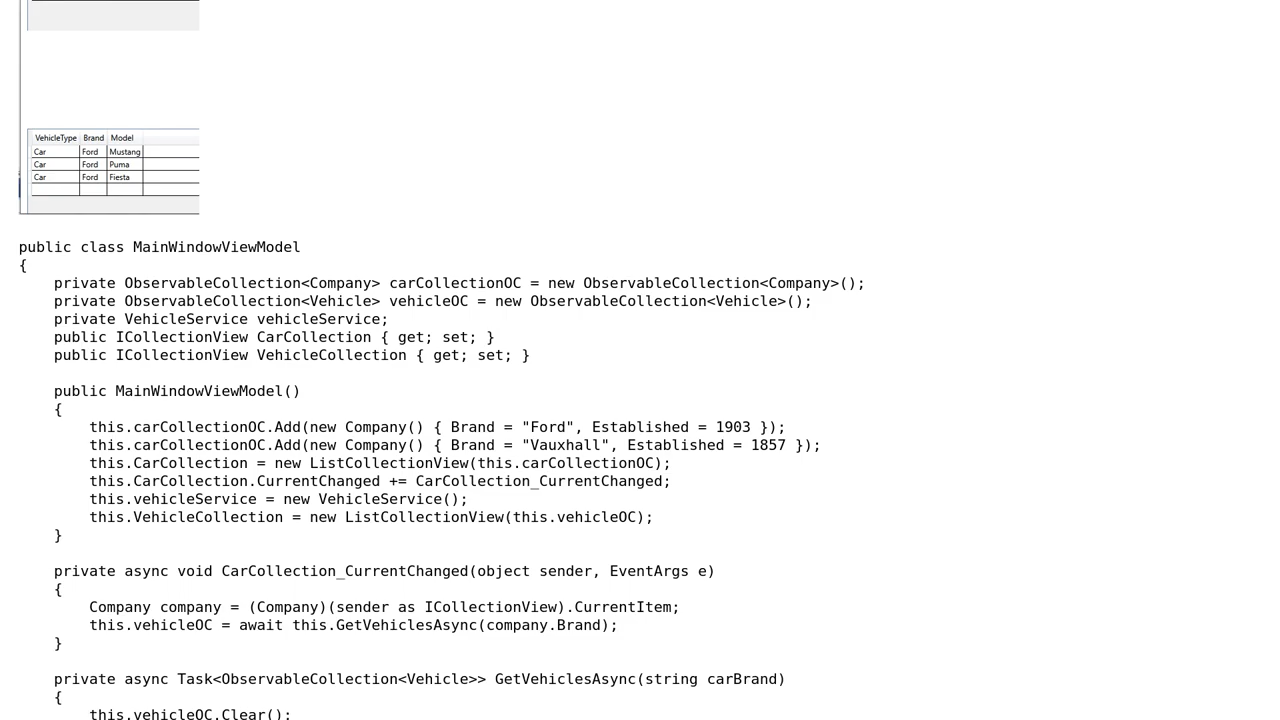 VehicleType Brand Model
Car Ford Mustang
Car Ford Puma
Car Ford Fiesta
public class MainWindowViewModel
{
    private ObservableCollection<Company> carCollectionOC = new ObservableCollection<Company>();
    private ObservableCollection<Vehicle> vehicleOC = new ObservableCollection<Vehicle>();
    private VehicleService vehicleService;
    public ICollectionView CarCollection { get; set; }
    public ICollectionView VehicleCollection { get; set; }

    public MainWindowViewModel()
    {
        this.carCollectionOC.Add(new Company() { Brand = "Ford", Established = 1903 });
        this.carCollectionOC.Add(new Company() { Brand = "Vauxhall", Established = 1857 });
        this.CarCollection = new ListCollectionView(this.carCollectionOC);
        this.CarCollection.CurrentChanged += CarCollection_CurrentChanged;
        this.vehicleService = new VehicleService();
        this.VehicleCollection = new ListCollectionView(this.vehicleOC);
    }

    private async void CarCollection_CurrentChanged(object sender, EventArgs e)
    {
        Company company = (Company)(sender as ICollectionView).CurrentItem;
        this.vehicleOC = await this.GetVehiclesAsync(company.Brand);
    }

    private async Task<ObservableCollection<Vehicle>> GetVehiclesAsync(string carBrand)
    {
        this.vehicleOC.Clear();